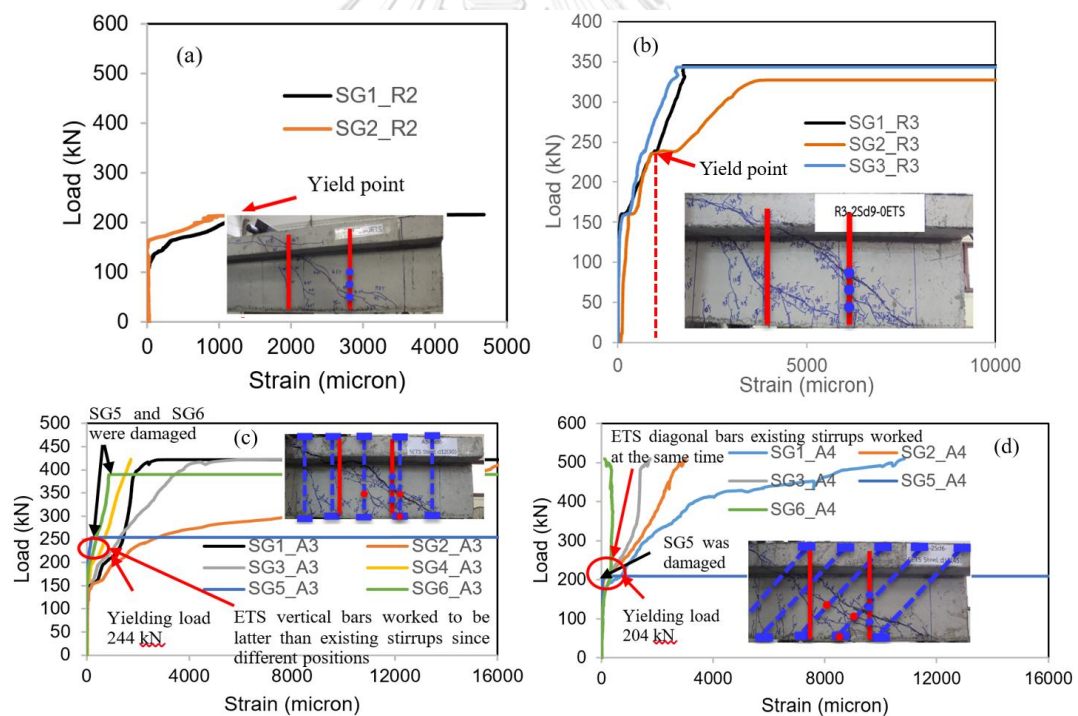 600
500
400
300
200
100
0
(a)
SG1_R2
SG2_R2
Yield point
Load (kN)
0
1000
2000
3000
4000
5000
Strain (micron)
400
350
300
250
200
150
100
50
0
(b)
SG1_R3
SG2_R3
SG3_R3
Yield point
R3-2Sd9-0ETS
Load (kN)
0
5000
10000
Strain (micron)
SG5 and SG6
were damaged
500
450
400
350
300
250
200
150
100
50
0
(c)
SG1_A3
SG2_A3
SG3_A3
SG4_A3
SG5_A3
SG6_A3
Yielding load
244 kN
ETS vertical bars worked to be
latter than existing stirrups since
different positions
Load (kN)
0
4000
8000
12000
16000
Strain (micron)
600
500
400
300
200
100
0
ETS diagonal bars existing stirrups worked
at the same time
(d)
SG1_A4
SG2_A4
SG3_A4
SG5_A4
SG6_A4
SG5 was
damaged
Yielding load
204 kN
Load (kN)
0
4000
8000
12000
16000
Strain (micron)